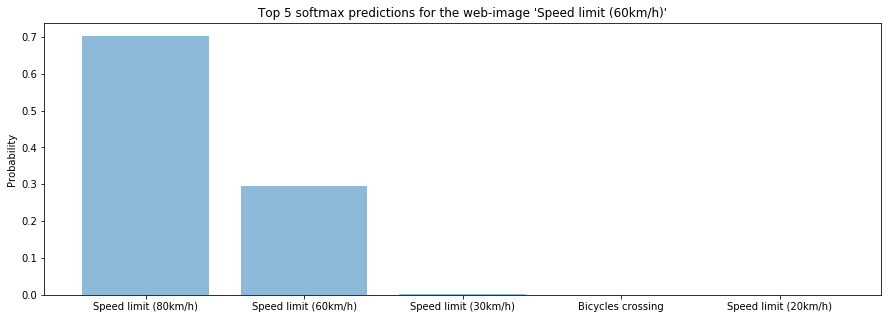 Top 5 softmax predictions for the web-image 'Speed limit (60km/h)'
Probability
0.7
0.6
0.5
0.4
0.3
0.2
0.1
0.0
Speed limit (80km/h) Speed limit (60km/h) Speed limit (30km/h) Bicycles crossing Speed limit (20km/h)